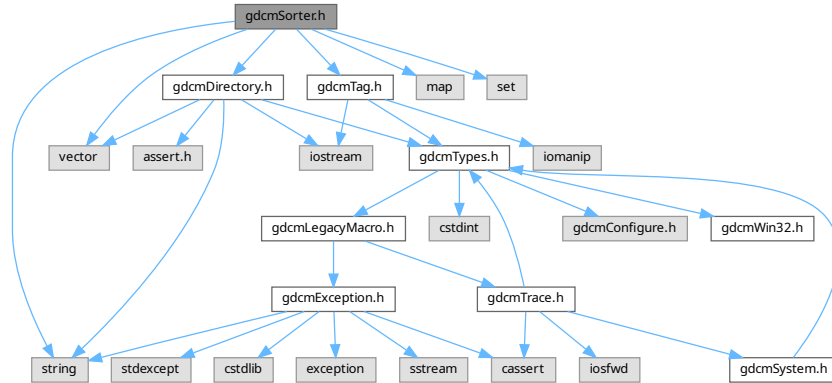 gdcmSorter.h
gdcmDirectory.h
gdcmTag.h
map
set
vector
assert.h
iostream
gdcmTypes.h
iomanip
gdcmLegacyMacro.h
cstdint
gdcmConfigure.h
gdcmWin32.h
gdcmException.h
gdcmTrace.h
string
stdexcept
cstdlib
exception
sstream
cassert
iosfwd
gdcmSystem.h